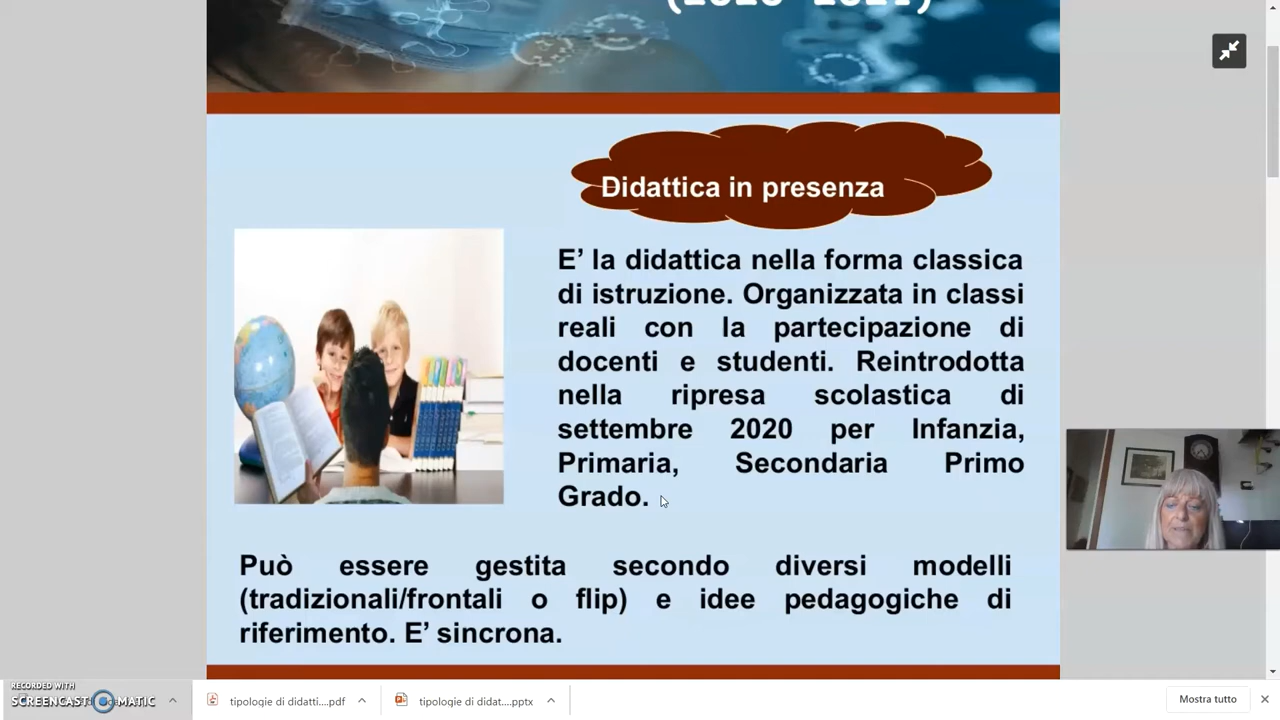 Didattica in presenza
E’ la didattica nella forma classica
di istruzione. Organizzata in classi
reali con la partecipazione di
docenti e studenti. Reintrodotta
nella ripresa scolastica di
settembre 2020 per Infanzia,
Primaria, Secondaria Primo
Grado.
Può essere gestita secondo diversi modelli
(tradizionali/frontali o flip) e idee pedagogiche di
riferimento. E’ sincrona.
RECORDED WITH
SCREENCAST-O-MATIC
tipologie di didatti....pdf
tipologie di didat....pptx
Mostra tutto